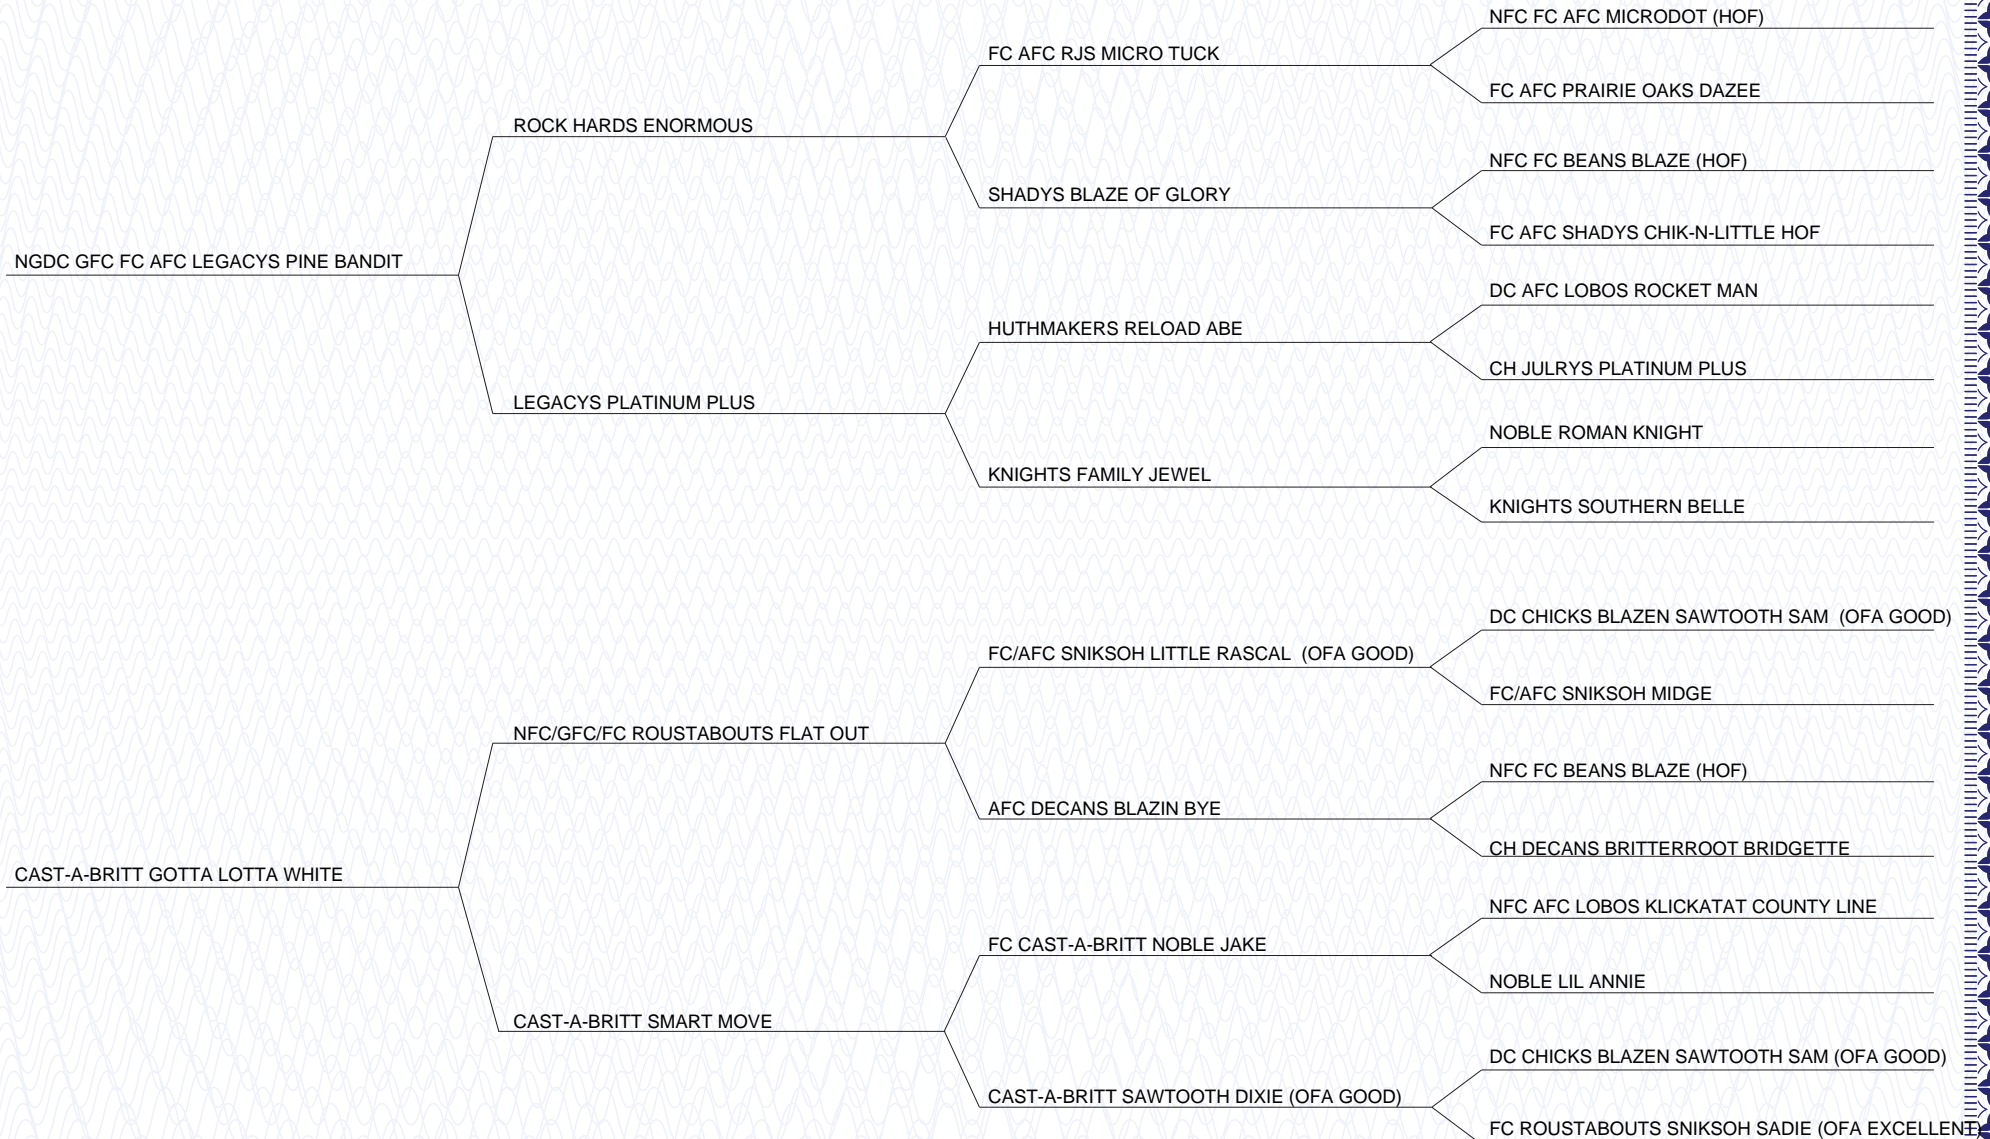 NFC FC AFC MICRODOT (HOF)
FC AFC RJS MICRO TUCK
FC AFC PRAIRIE OAKS DAZEE
ROCK HARDS ENORMOUS
NFC FC BEANS BLAZE (HOF)
SHADYS BLAZE OF GLORY
FC AFC SHADYS CHIK-N-LITTLE HOF
NGDC GFC FC AFC LEGACYS PINE BANDIT
DC AFC LOBOS ROCKET MAN
HUTHMAKERS RELOAD ABE
CH JULRYS PLATINUM PLUS
LEGACYS PLATINUM PLUS
NOBLE ROMAN KNIGHT
KNIGHTS FAMILY JEWEL
KNIGHTS SOUTHERN BELLE
DC CHICKS BLAZEN SAWTOOTH SAM  (OFA GOOD)
FC/AFC SNIKSOH LITTLE RASCAL  (OFA GOOD)
FC/AFC SNIKSOH MIDGE
NFC/GFC/FC ROUSTABOUTS FLAT OUT
NFC FC BEANS BLAZE (HOF)
AFC DECANS BLAZIN BYE
CH DECANS BRITTERROOT BRIDGETTE
CAST-A-BRITT GOTTA LOTTA WHITE
NFC AFC LOBOS KLICKATAT COUNTY LINE
FC CAST-A-BRITT NOBLE JAKE
NOBLE LIL ANNIE
CAST-A-BRITT SMART MOVE
DC CHICKS BLAZEN SAWTOOTH SAM (OFA GOOD)
CAST-A-BRITT SAWTOOTH DIXIE (OFA GOOD)
FC ROUSTABOUTS SNIKSOH SADIE (OFA EXCELLENT)